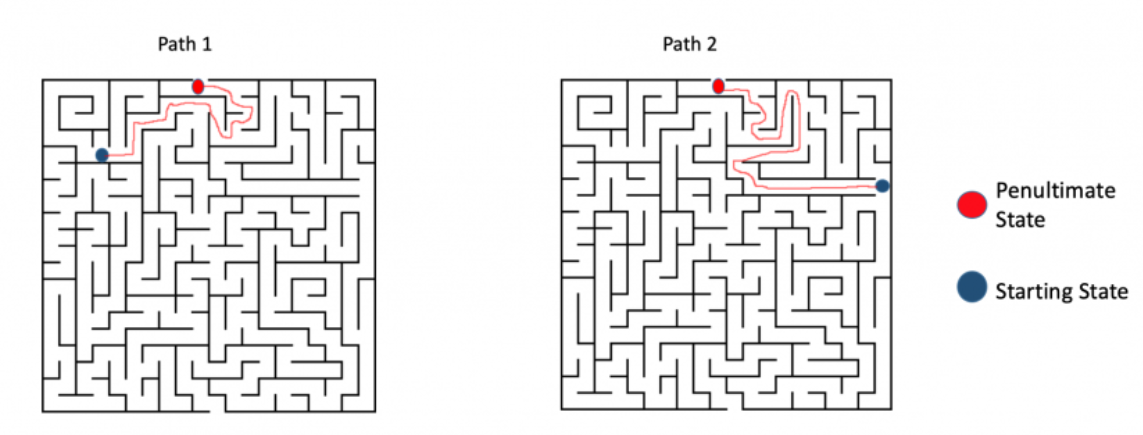 Path 1
Path 2
Penultimate
State
Starting State